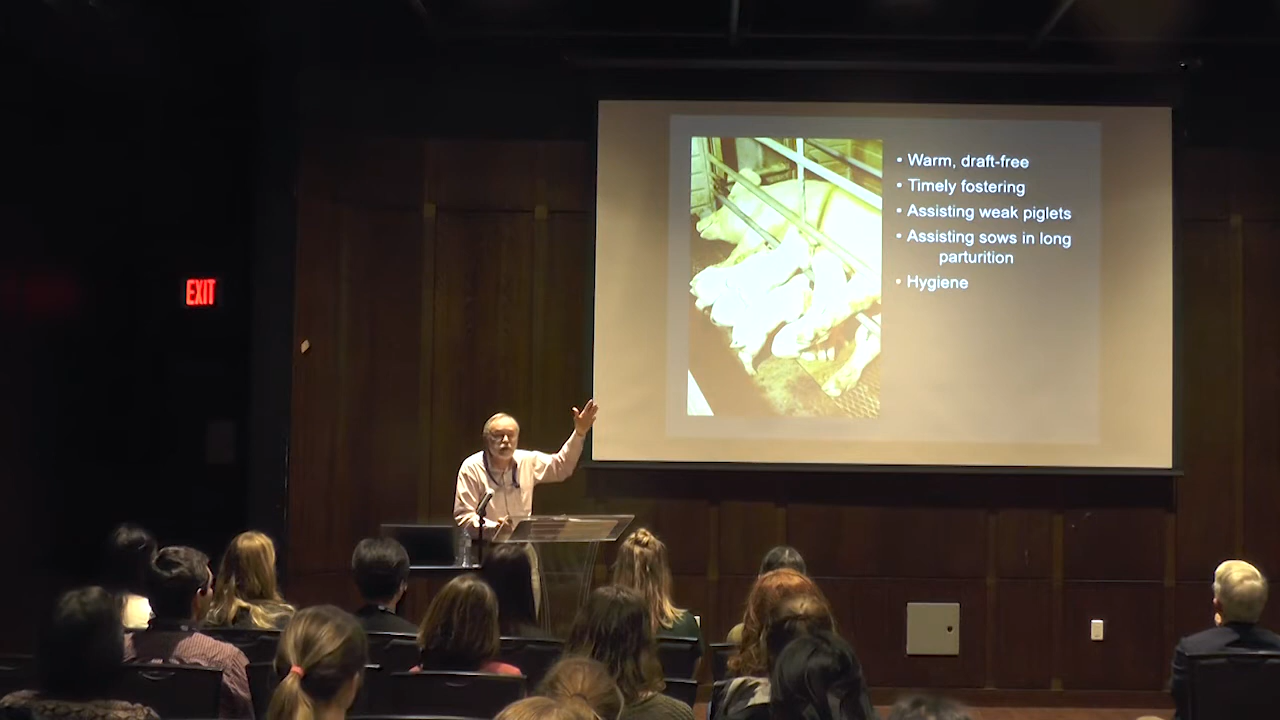 EXIT
• Warm, draft-free
• Timely fostering
• Assisting weak piglets
• Assisting sows in long
parturition
• Hygiene